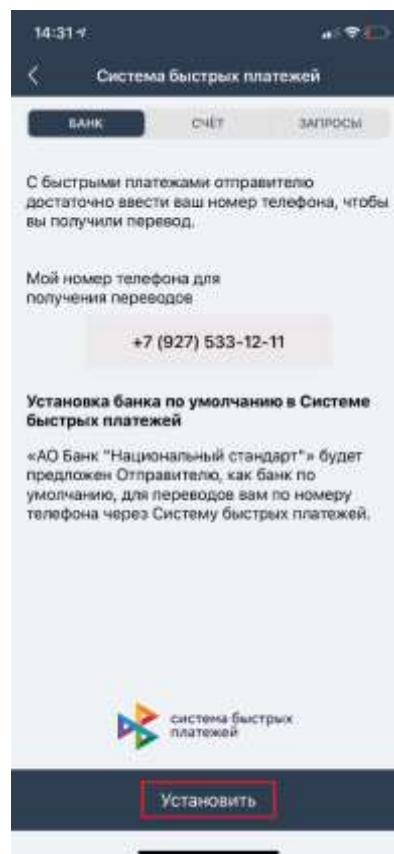 14:31
Система быстрых платежей
БАНК СЧЁТ ЗАПРОСЫ
С быстрыми платежами отправителю
достаточно ввести ваш номер телефона, чтобы
вы получили перевод.
Мой номер телефона для
получения переводов
+7 (927) 533-12-11
Установка банка по умолчанию в Системе
быстрых платежей
«АО Банк "Национальный стандарт"» будет
предложен Отправителю, как банк по
умолчанию, для переводов вам по номеру
телефона через Систему быстрых платежей.
система быстрых
платежей
Установить